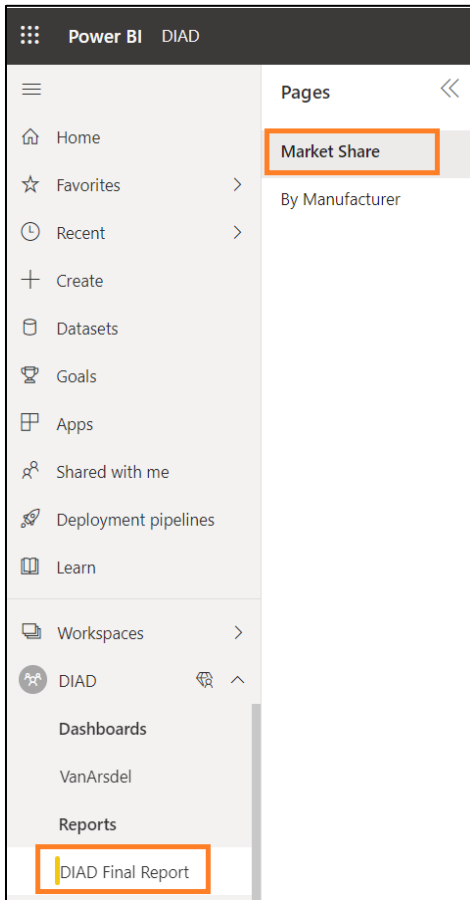 Power BI DIAD
Pages
Home
Market Share
Favorites
By Manufacturer
Recent
Create
Datasets
Goals
Apps
Shared with me
Deployment pipelines
Learn
Workspaces
DIAD
Dashboards
VanArsdel
Reports
DIAD Final Report